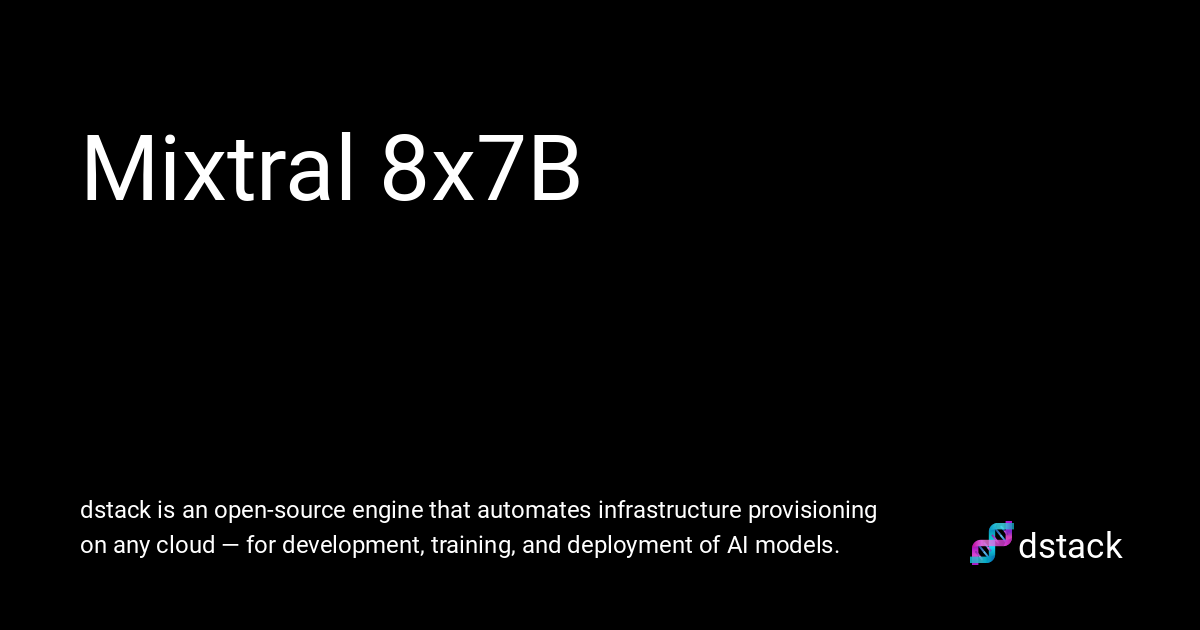 Mixtral 8x7B
dstack is an open-source engine that automates infrastructure provisioning
on any cloud — for development, training, and deployment of AI models.
dstack